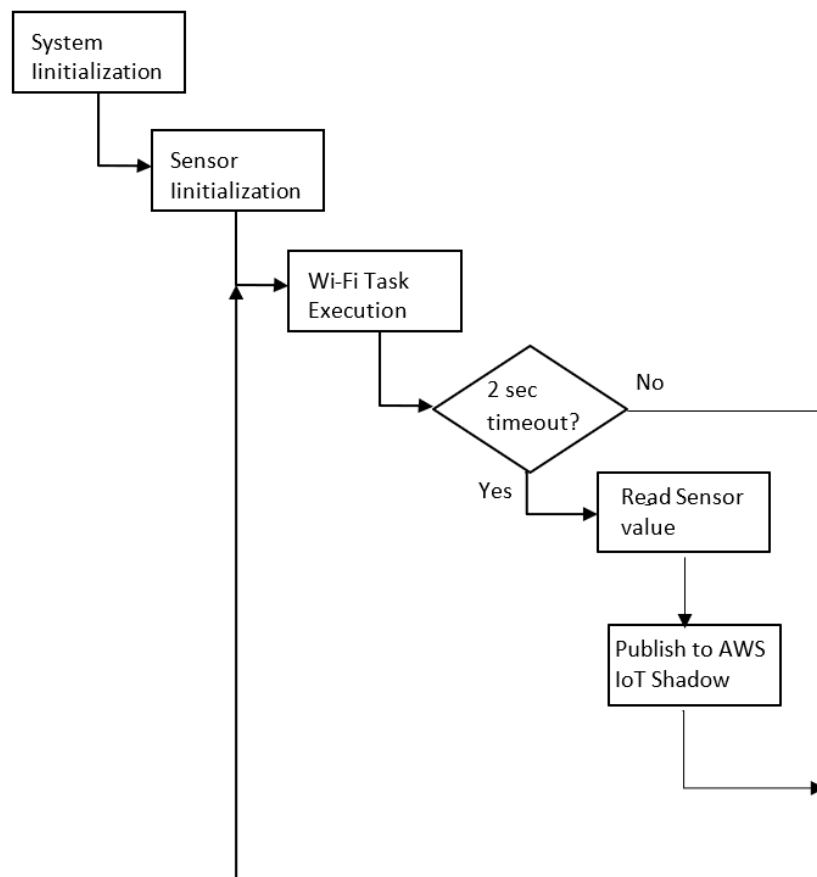 System
Iinitialization
Sensor
Iinitialization
Wi-Fi Task
Execution
2 sec
timeout?
No
Yes
Read Sensor
value
Publish to AWS
IoT Shadow